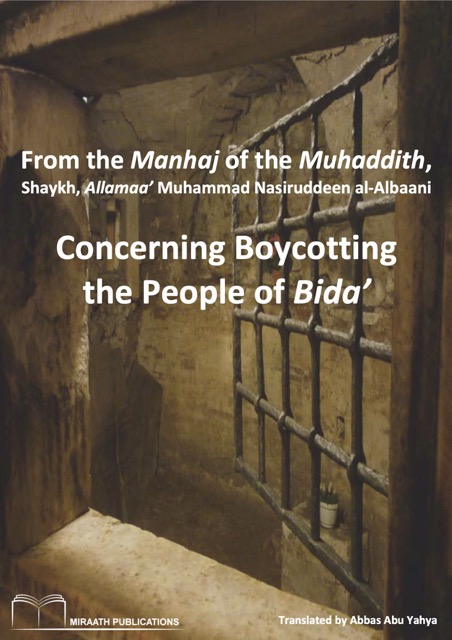 From the Manhaj of the Muhaddith,
Shaykh, Allamaa’ Muhammad Nasiruddeen al-Albaani
Concerning Boycotting
the People of Bida’
MIRAATH PUBLICATIONS
Translated by Abbas Abu Yahya